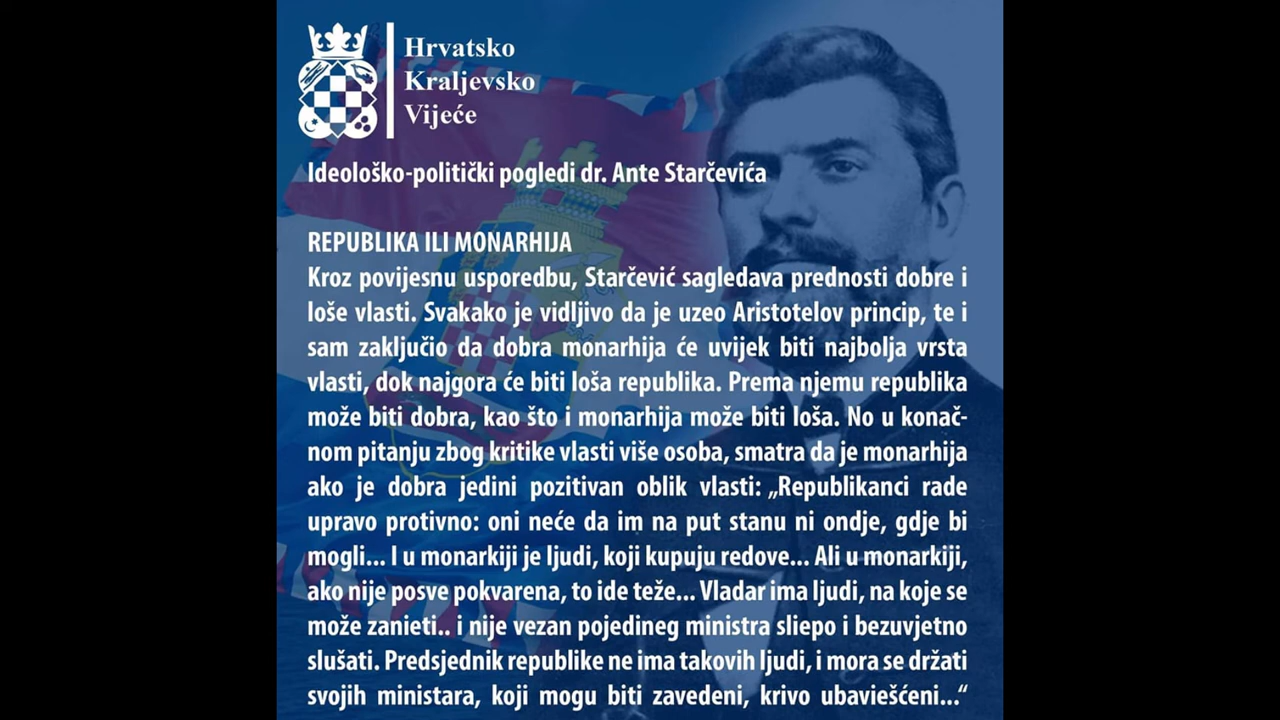 Hrvatsko
Kraljevsko
Vijeće
Ideološko-politički pogledi dr. Ante Starčevića
REPUBLIKA ILI MONARHIJA
Kroz povijesnu usporedbu, Starčević sagledava prednosti dobre i
loše vlasti. Svakako je vidljivo da je uzeo Aristotelov princip, te i
sam zaključio da dobra monarhija će uvijek biti najbolja vrsta
vlasti, dok najgora će biti loša republika. Prema njemu republika
može biti dobra, kao što i monarhija može biti loša. No u konač-
nom pitanju zbog kritike vlasti više osoba, smatra da je monarhija
ako je dobra jedini pozitivan oblik vlasti: „Republikanci rade
upravo protivno: oni neće da im na put stanu ni ondje, gdje bi
mogli... I u monarkiji je ljudi, koji kupuju redove... Ali u monarkiji,
ako nije posve pokvarena, to ide teže... Vladar ima ljudi, na koje se
može zanieti.. i nije vezan pojedineg ministra sliepo i bezuvjetno
slušati. Predsjednik republike ne ima takovih ljudi, i mora se držati
svojih ministara, koji mogu biti zavedeni, krivo ubaviešćeni...“